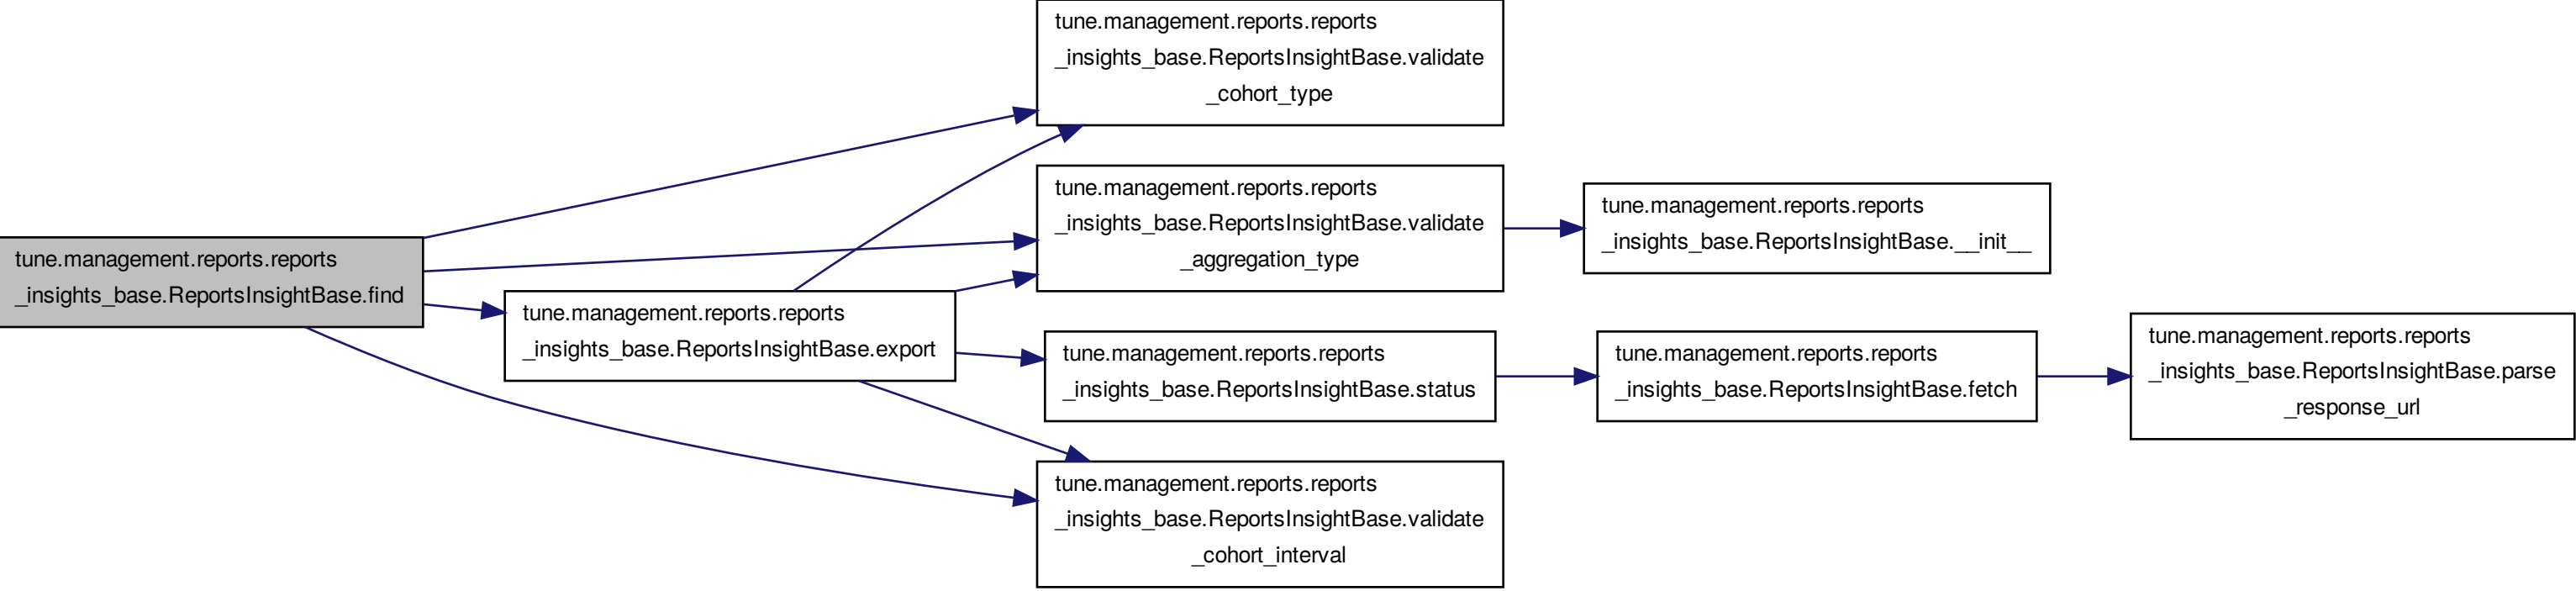 tune.management.reports.reports
_insights_base.ReportsInsightBase.find
tune.management.reports.reports
_insights_base.ReportsInsightBase.export
tune.management.reports.reports
_insights_base.ReportsInsightBase.validate
_cohort_type
tune.management.reports.reports
_insights_base.ReportsInsightBase.validate
_aggregation_type
tune.management.reports.reports
_insights_base.ReportsInsightBase.__init__
tune.management.reports.reports
_insights_base.ReportsInsightBase.status
tune.management.reports.reports
_insights_base.ReportsInsightBase.fetch
tune.management.reports.reports
_insights_base.ReportsInsightBase.parse
_response_url
tune.management.reports.reports
_insights_base.ReportsInsightBase.validate
_cohort_interval